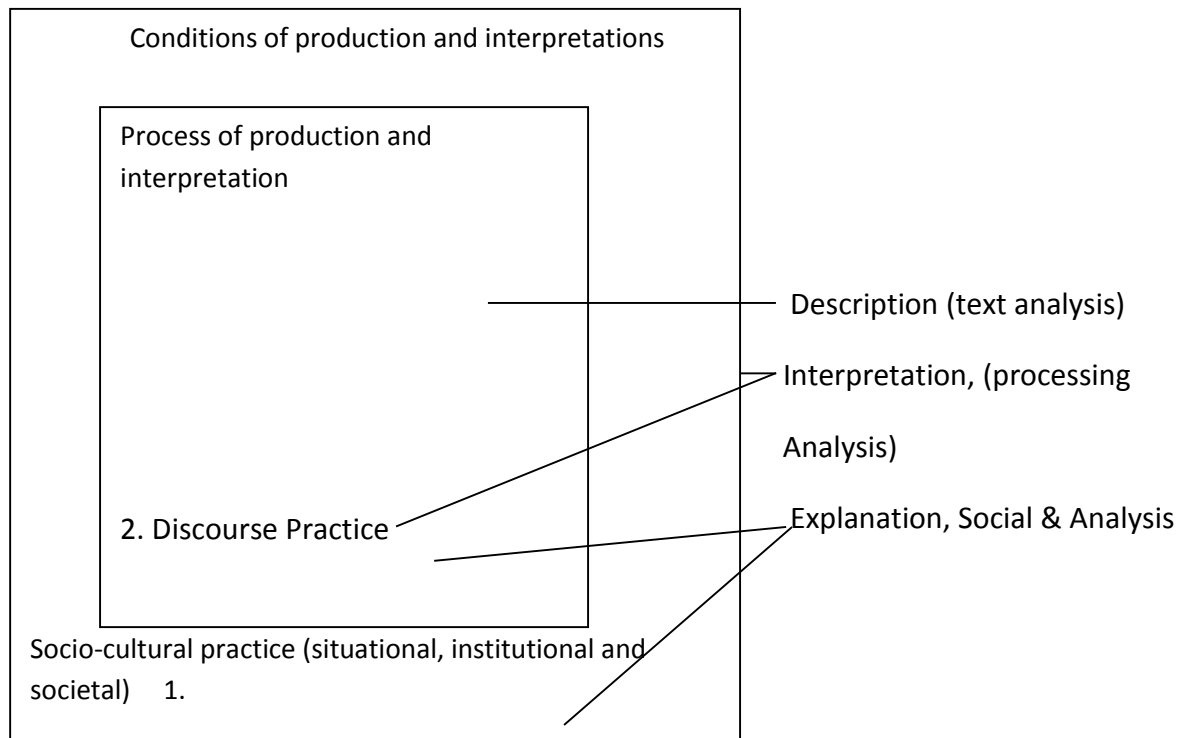 Conditions of production and interpretations
Process of production and
interpretation
Description (text analysis)
Interpretation, (processing
Analysis)
2. Discourse Practice
Explanation, Social & Analysis
Socio-cultural practice (situational, institutional and
societal) 1.